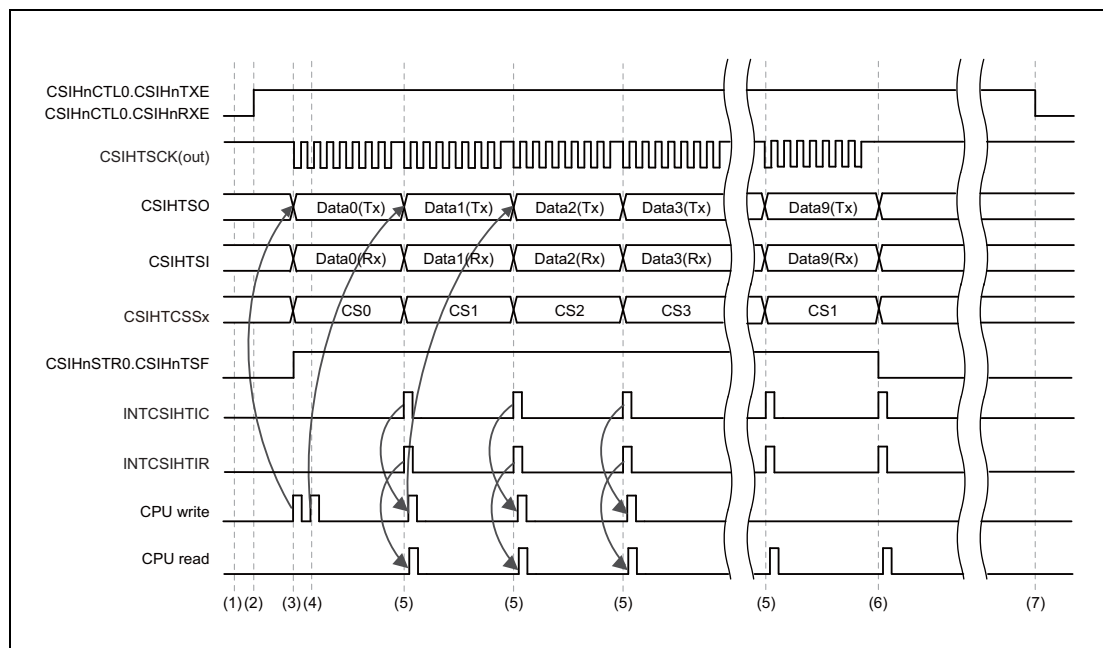 CSIHnCTL0.CSIHnTXE
CSIHnCTL0.CSIHnRXE
CSIHTSCK(out)
CSIHTSO Data0(Tx) Data1(Tx) Data2(Tx) Data3(Tx) Data9(Tx)
CSIHTSI Data0(Rx) Data1(Rx) Data2(Rx) Data3(Rx) Data9(Rx)
CSIHTCSSx CS0 CS1 CS2 CS3 CS1
CSIHnSTR0.CSIHnTSF
INTCSIHTIC
INTCSIHTIR
CPU write
CPU read
(1) (2) (3) (4) (5) (5) (5) (5) (6) (7)